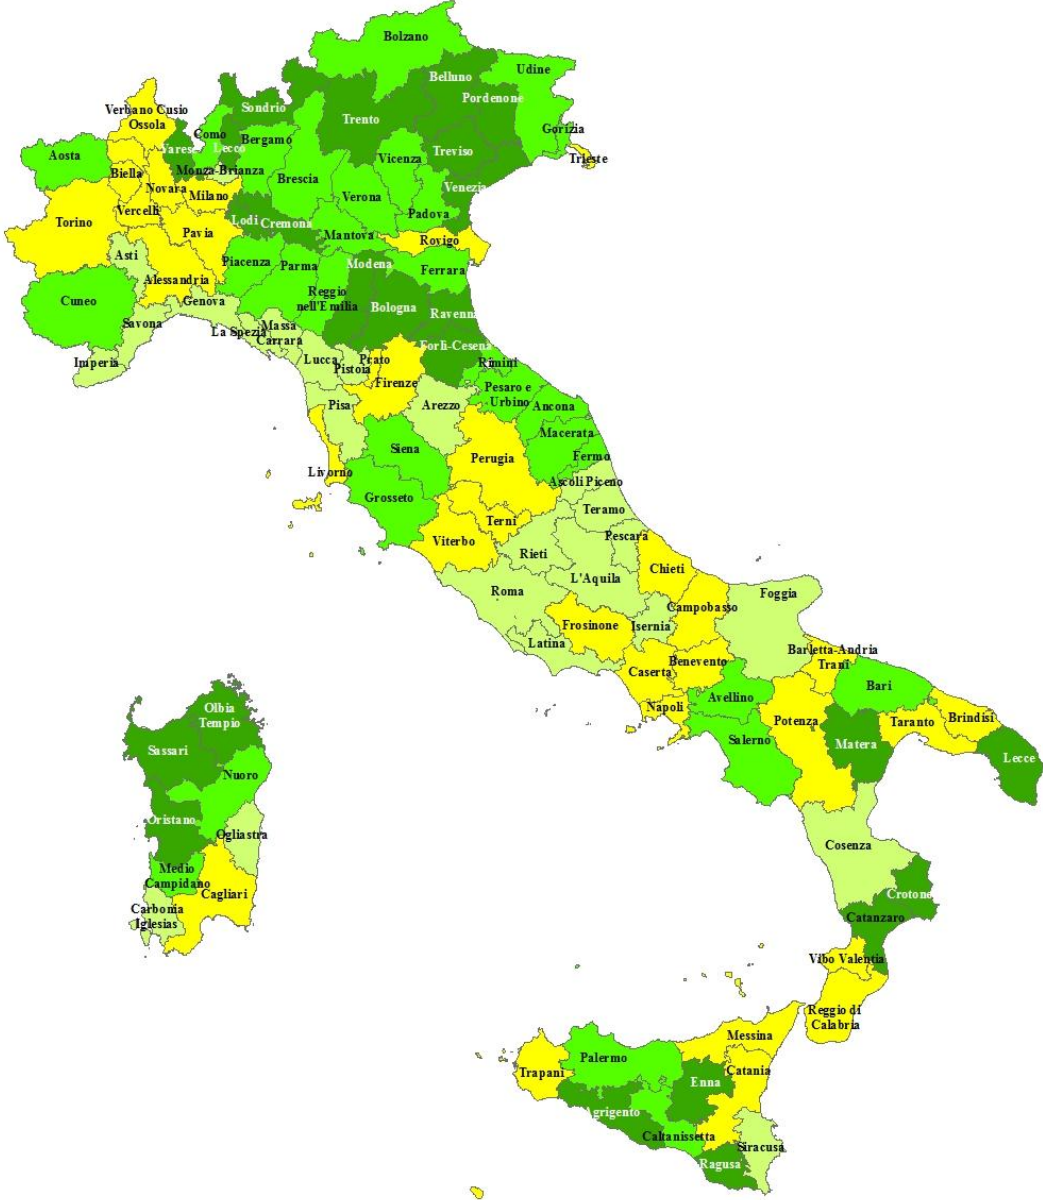 Bolzano
Belluno
Udine
Sondrio
Pordenone
Verbano Cusio
Ossola
Trento
Gorizia
Como
Bergamo
Varese
Lecco
Treviso
Aosta
Vicenza
Trieste
Monza-Brianza
Biella
Brescia
Venezia
Novara
Milano
Verona
Vercelli
Padova
Torino
Lodi
Cremona
Pavia
Mantova
Rovigo
Asti
Piacenza
Parma
Modena
Ferrara
Alessandria
Cuneo
Reggio
nell'Emilia
Genova
Bologna
Ravenna
Savona
La Spezia
Massa
Carrara
Forlì-Cesena
Imperia
Lucca
Prato
Pistoia
Rimini
Firenze
Pesaro e
Urbino
Pisa
Arezzo
Ancona
Macerata
Siena
Fermo
Perugia
Livorno
Ascoli Piceno
Grosseto
Teramo
Terni
Viterbo
Pescara
Rieti
Chieti
L'Aquila
Roma
Foggia
Campobasso
Frosinone
Isernia
Latina
Barletta-Andria
Trani
Benevento
Caserta
Bari
Avellino
Napoli
Olbia
Tempio
Potenza
Taranto
Brindisi
Salerno
Matera
Sassari
Lecce
Nuoro
Oristano
Ogliastra
Cosenza
Medio
Campidano
Cagliari
Crotone
Carbonia
Iglesias
Catanzaro
Vibo Valentia
Reggio di
Calabria
Messina
Palermo
Trapani
Catania
Enna
Agrigento
Caltanissetta
Siracusa
Ragusa